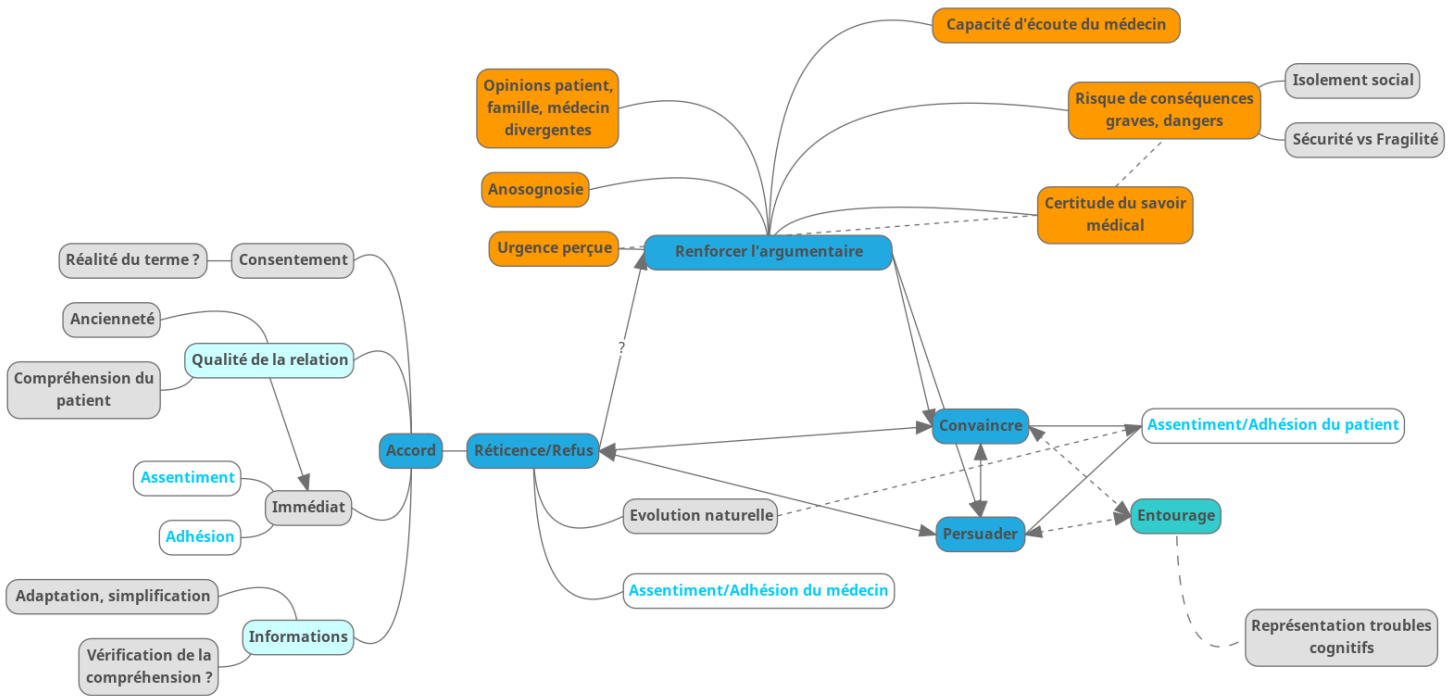 Capacité d'écoute du médecin
Opinions patient,
famille, médecin
divergentes
Risque de conséquences
graves, dangers
Isolement social
Sécurité vs Fragilité
Anosognosie
Certitude du savoir
médical
Urgence perçue
Renforcer l'argumentaire
Réalité du terme ?
Consentement
Ancienneté
Qualité de la relation
Compréhension du
patient
?
Accord
Réticence/Refus
Convaincre
Assentiment/Adhésion du patient
Assentiment
Adhésion
Immédiat
Evolution naturelle
Persuader
Entourage
Assentiment/Adhésion du médecin
Adaptation, simplification
Informations
Vérification de la
compréhension ?
Représentation troubles
cognitifs